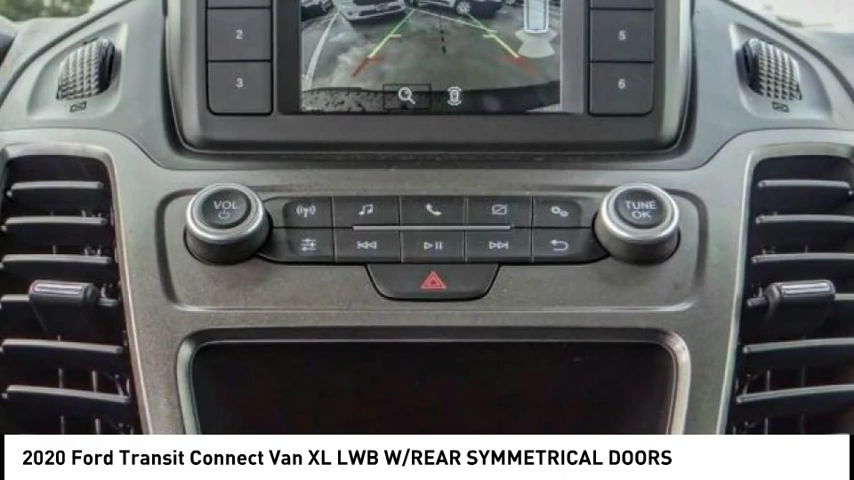 2
5
3
6
VOL
TUNE
OK
2020 Ford Transit Connect Van XL LWB W/REAR SYMMETRICAL DOORS